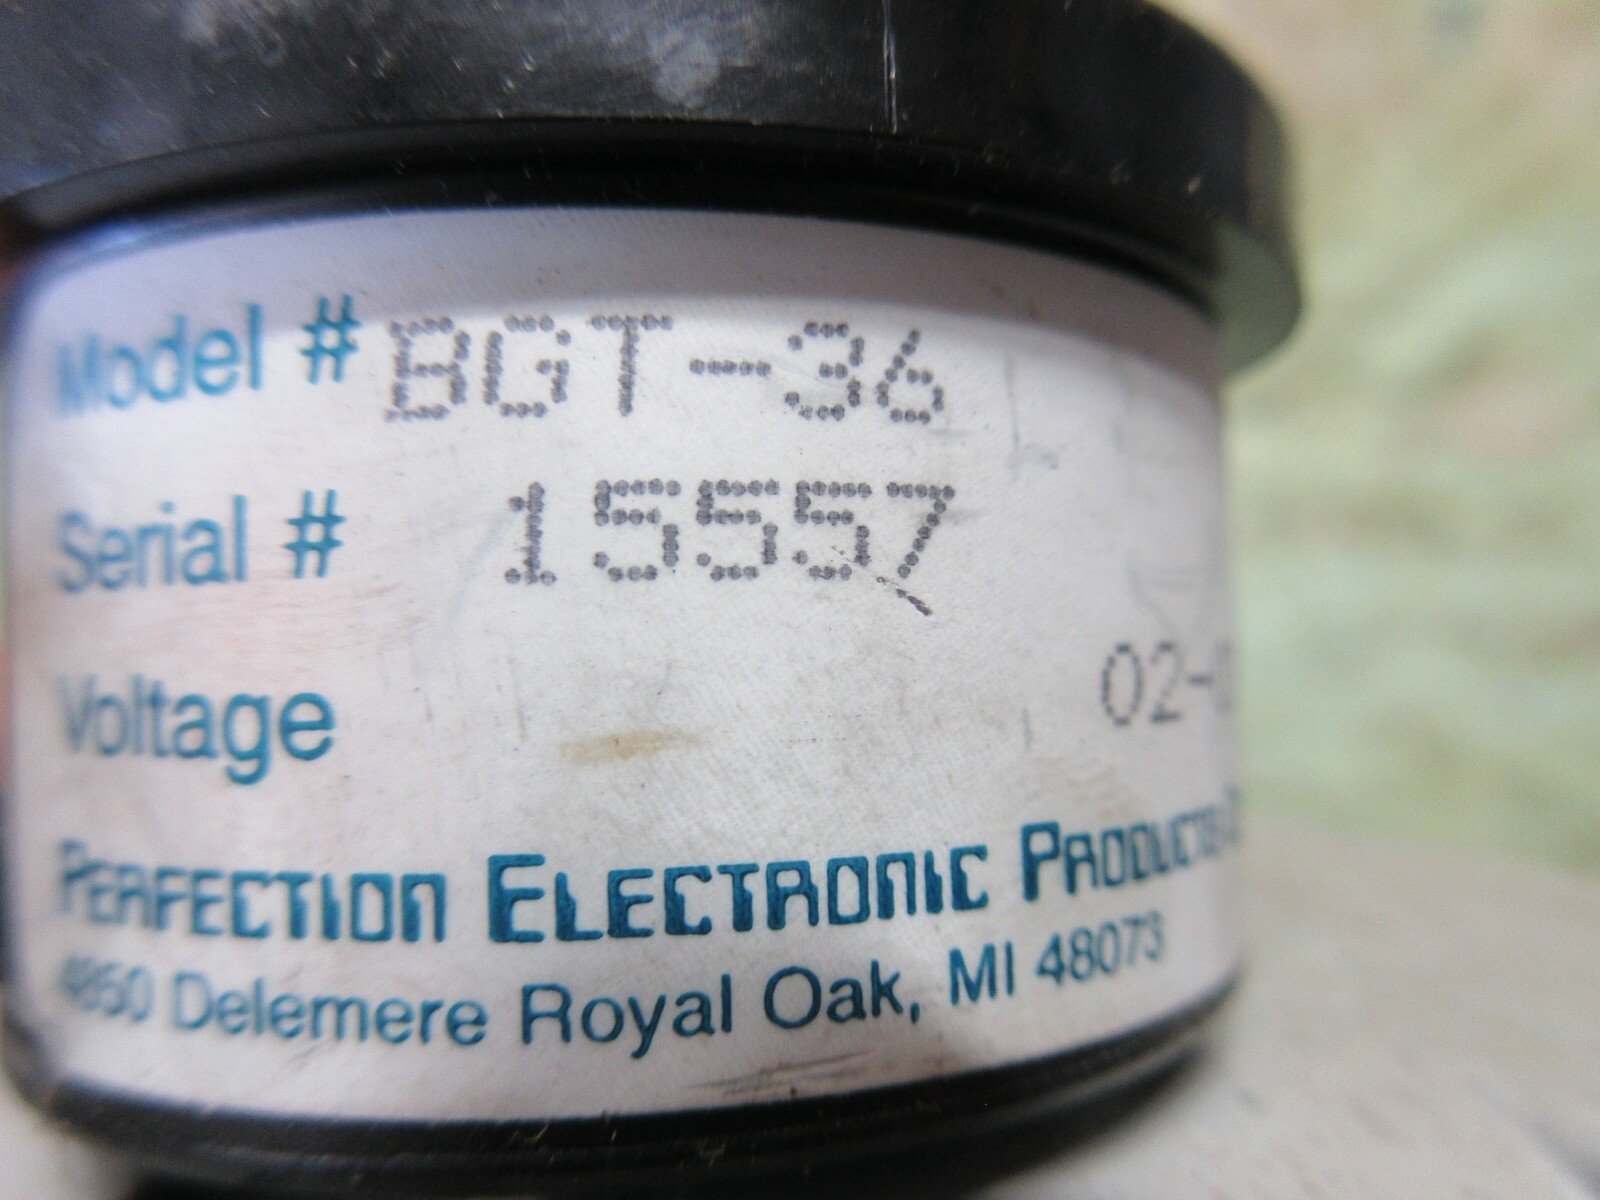 Model # BGT-36
Serial # 15557
Voltage 02-
PERFECTION ELECTRONIC PRODUCTS
4850 Delemere Royal Oak, MI 48073